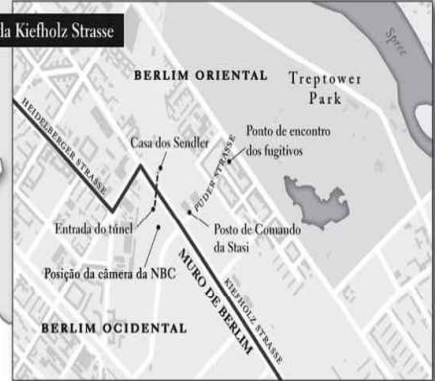 da Kiefholz Strasse
BERLIM ORIENTAL
Treptower
Park
Spree
HEIDELBERGER STRASSE
Casa dos Sendler
Ponto de encontro
dos fugitivos
PUDER STRASSE
Entrada do túnel
Posto de Comando
da Stasi
Posição da câmera da NBC
MURO DE BERLIM
KIEFHOLZ STRASSE
BERLIM OCIDENTAL